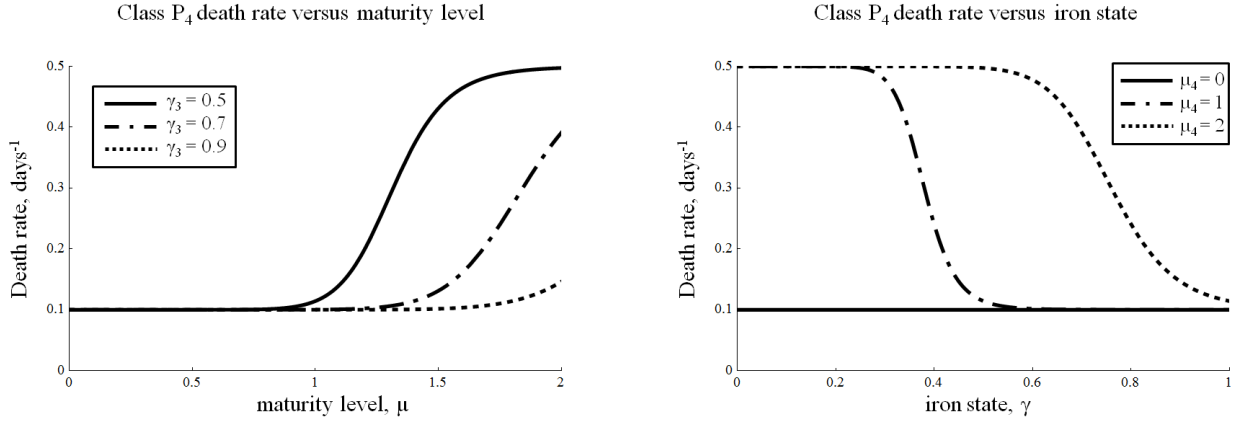 Class P₄ death rate versus maturity level
0.5
0.4
0.3
0.2
0.1
0
Death rate, days⁻¹
γ₃ = 0.5
γ₃ = 0.7
γ₃ = 0.9
0
0.5
1
1.5
2
maturity level, μ
Class P₄ death rate versus iron state
0.5
0.4
0.3
0.2
0.1
0
Death rate, days⁻¹
μ₄ = 0
μ₄ = 1
μ₄ = 2
0
0.2
0.4
0.6
0.8
1
iron state, γ